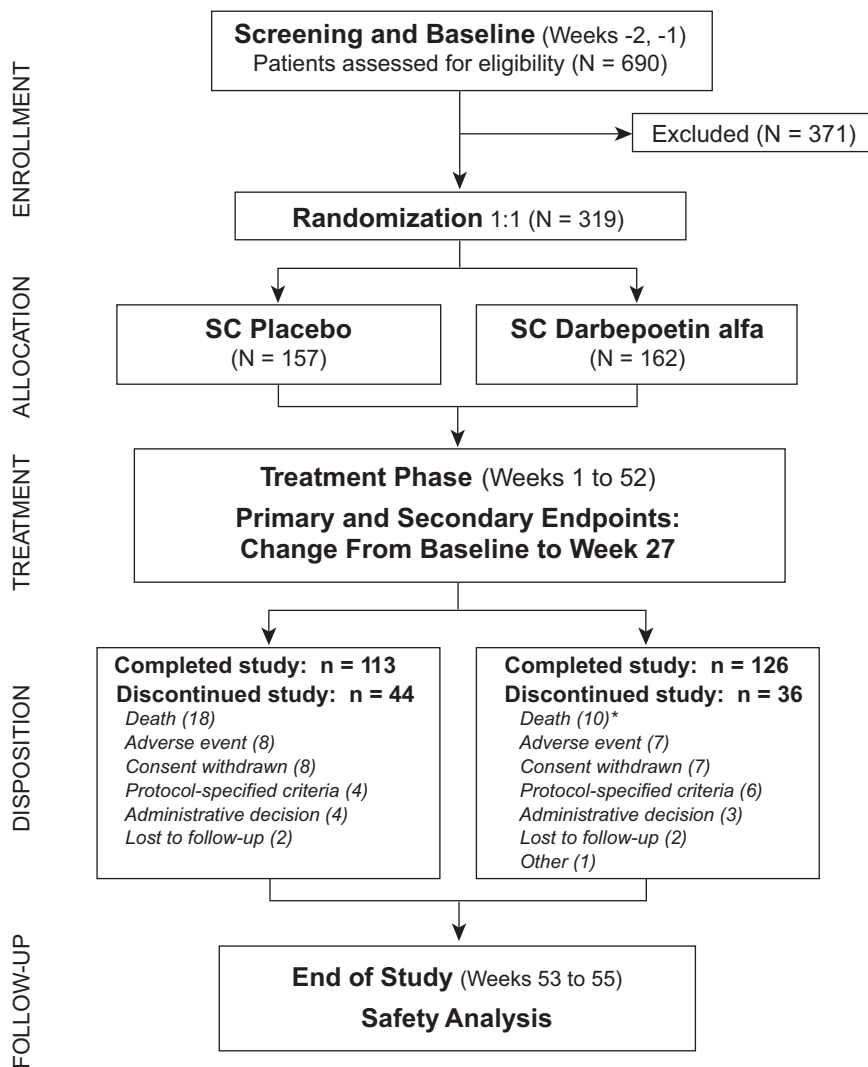 ENROLLMENT
Screening and Baseline (Weeks -2, -1)
Patients assessed for eligibility (N = 690)
Excluded (N = 371)
Randomization 1:1 (N = 319)
ALLOCATION
SC Placebo
(N = 157)
SC Darbepoetin alfa
(N = 162)
TREATMENT
Treatment Phase (Weeks 1 to 52)
Primary and Secondary Endpoints:
Change From Baseline to Week 27
DISPOSITION
Completed study: n = 113
Discontinued study: n = 44
Death (18)
Adverse event (8)
Consent withdrawn (8)
Protocol-specified criteria (4)
Administrative decision (4)
Lost to follow-up (2)
Completed study: n = 126
Discontinued study: n = 36
Death (10)*
Adverse event (7)
Consent withdrawn (7)
Protocol-specified criteria (6)
Administrative decision (3)
Lost to follow-up (2)
Other (1)
FOLLOW-UP
End of Study (Weeks 53 to 55)
Safety Analysis